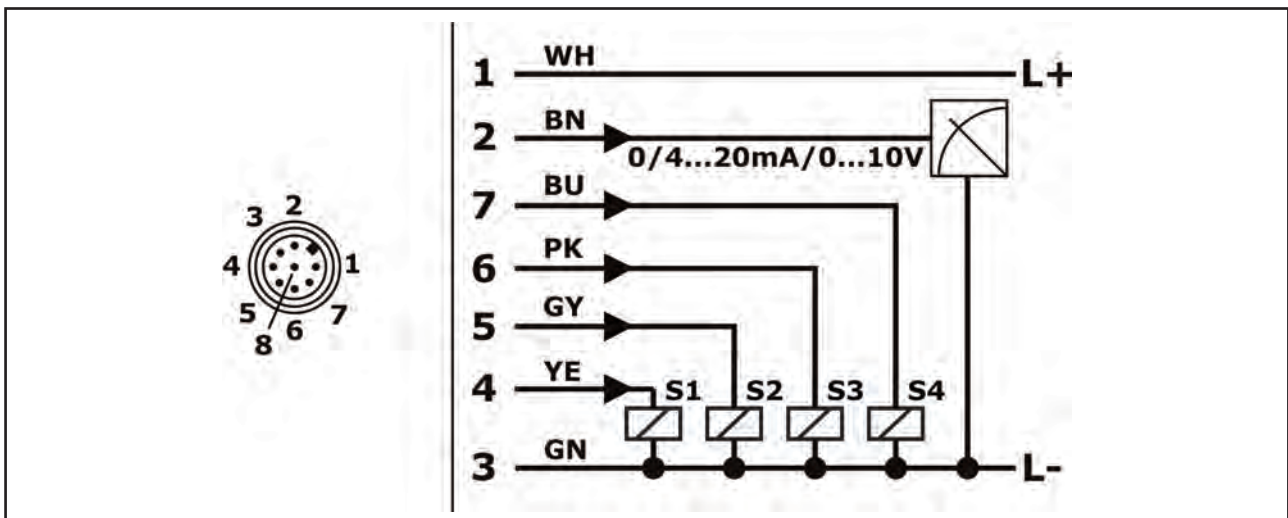 1 WH L+
2 BN
0/4...20mA/0...10V
7 BU
6 PK
5 GY
4 YE
S1 S2 S3 S4
3 GN L-
2
3
4 1
5 7
6
8